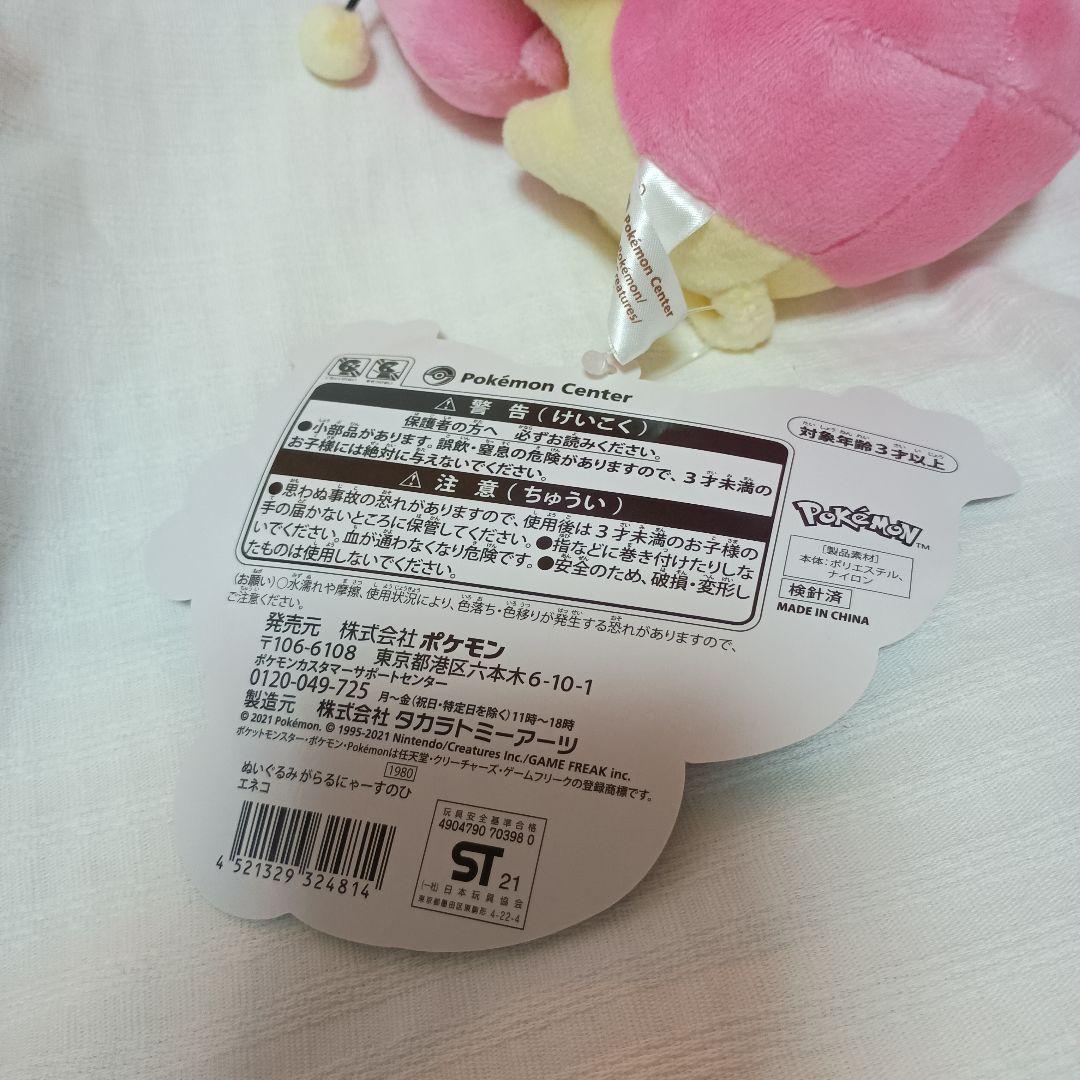 Pokémon Center
Pokémon/
reatures/
Pokémon Center
警告(けいこく)
保護者の方へ 必ずお読みください。
●小部品があります。誤飲・窒息の危険がありますので、3才未満の
お子様には絶対に与えないでください。
注意(ちゅうい)
●思わぬ事故の恐れがありますので、使用後は3才未満のお子様の
手の届かないところに保管してください。●指などに巻き付けたりしな
いでください。血が通わなくなり危険です。●安全のため、破損・変形し
たものは使用しないでください。
(お願い)○水濡れや摩擦、使用状況により、色落ち・色移りが発生する恐れがありますので、
ご注意ください。
対象年齢3才以上
Pokémon™
[製品素材]
本体:ポリエステル、
ナイロン
検針済
MADE IN CHINA
発売元 株式会社ポケモン
〒106-6108 東京都港区六本木6-10-1
ポケモンカスタマーサポートセンター
0120-049-725 月~金(祝日・特定日を除く)11時~18時
製造元 株式会社タカラトミーアーツ
© 2021 Pokémon. © 1995-2021 Nintendo/Creatures Inc./GAME FREAK inc.
ポケットモンスター・ポケモン・Pokémonは任天堂・クリーチャーズ・ゲームフリークの登録商標です。
1980
ぬいぐるみ がらるにゃーすのひ
エネコ
4 521329 324814
玩具安全基準合格
4904790 70398 0
ST 21
(一社)日本玩具協会
東京都墨田区東駒形 4-22-4